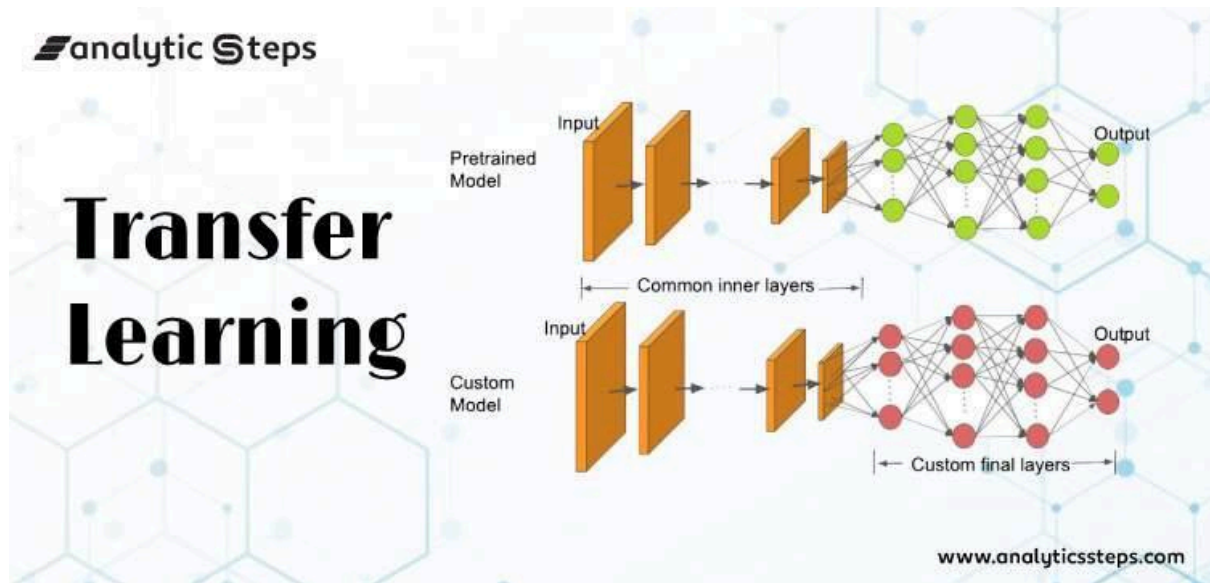 analytic Steps
Transfer
Learning
Pretrained
Model
Input
Output
Common inner layers
Custom
Model
Input
Output
Custom final layers
www.analyticssteps.com